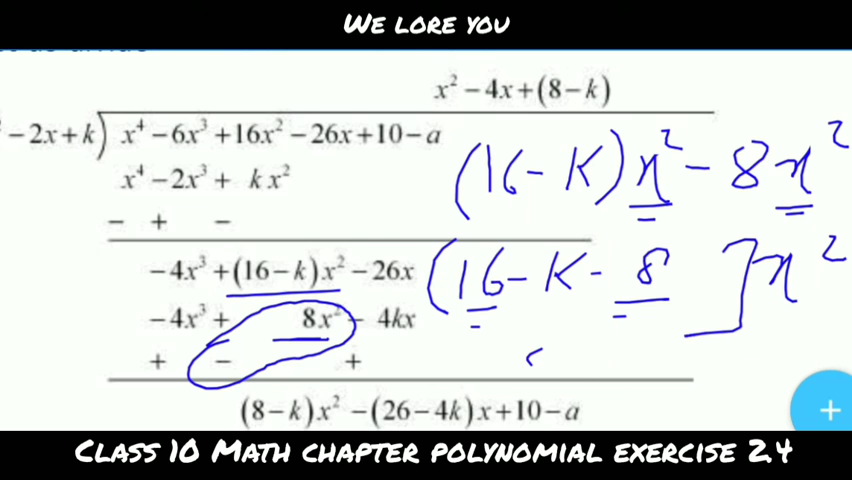 We lore you
x² − 4x + (8 − k)
− 2x + k) x⁴ − 6x³ + 16x² − 26x + 10 − a
x⁴ − 2x³ + kx²
− + −
− 4x³ + (16 − k)x² − 26x
− 4x³ + 8x² − 4kx
+ − +
(8 − k)x² − (26 − 4k)x + 10 − a
(16 - K)x² - 8x²
(16 - K - 8]x²
+
Class 10 Math chapter polynomial exercise 2.4